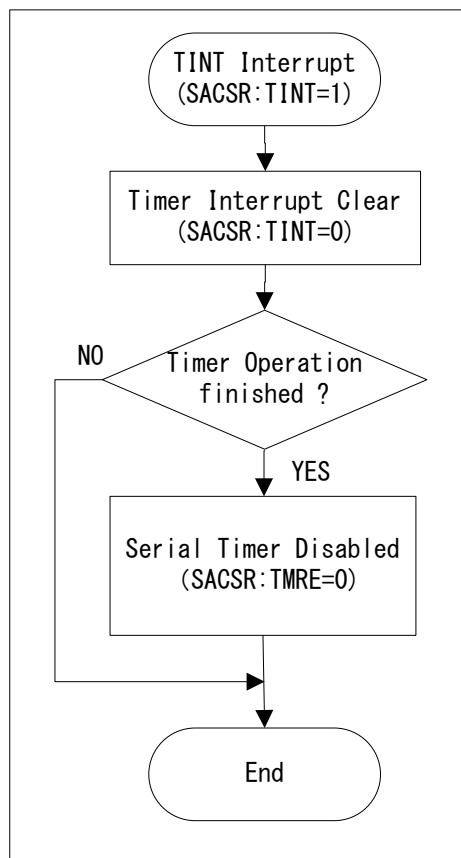 TINT Interrupt
(SACSR:TINT=1)
Timer Interrupt Clear
(SACSR:TINT=0)
NO
Timer Operation
finished ?
YES
Serial Timer Disabled
(SACSR:TMRE=0)
End